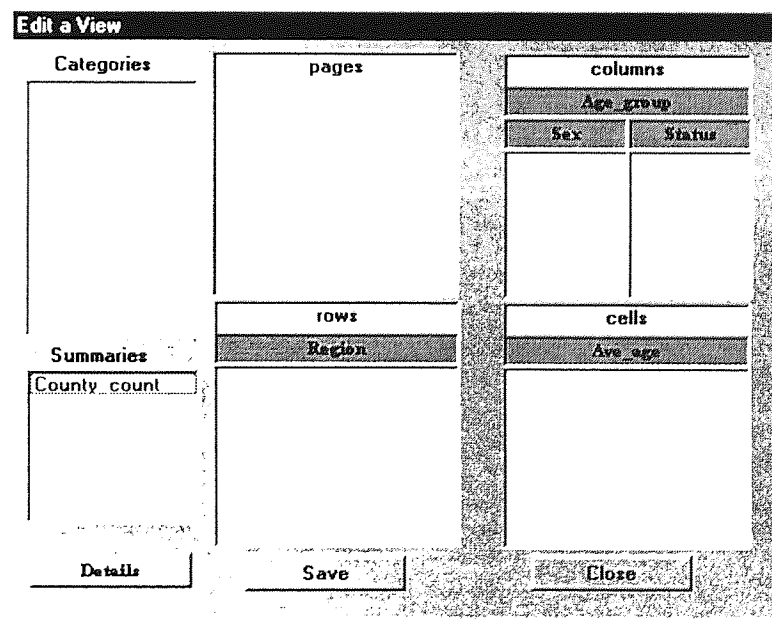 Edit a View
Categories
pages
columns
Age_group
Sex
Status
rows
cells
Region
Ave_age
Summaries
County_count
Details
Save
Close